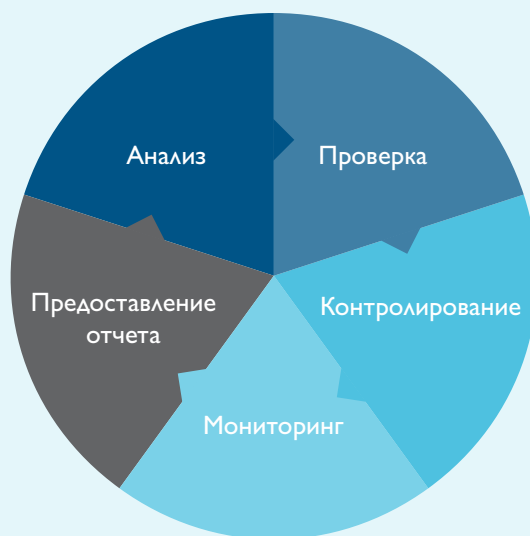 Анализ
Проверка
Предоставление
отчета
Контролирование
Мониторинг